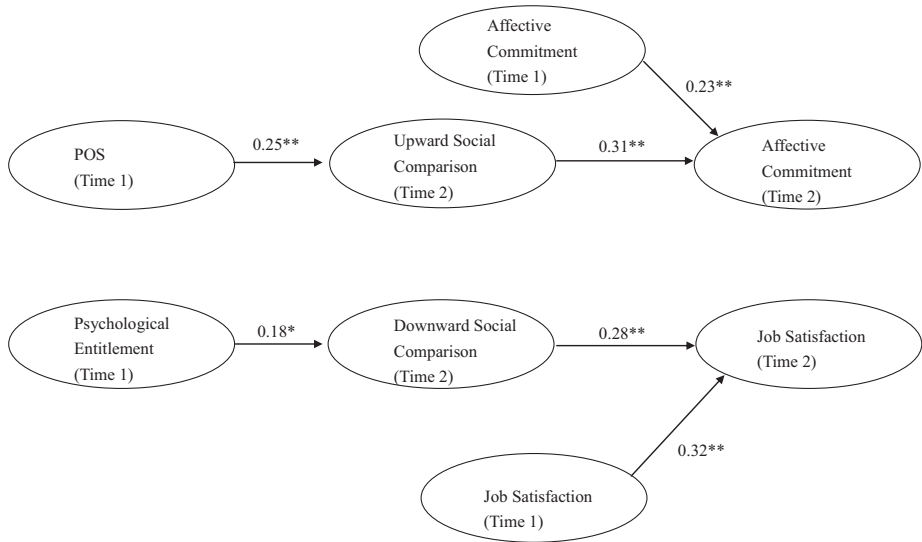 Affective
Commitment
(Time 1)
0.23**
POS
(Time 1)
0.25**
Upward Social
Comparison
(Time 2)
0.31**
Affective
Commitment
(Time 2)
Psychological
Entitlement
(Time 1)
0.18*
Downward Social
Comparison
(Time 2)
0.28**
Job Satisfaction
(Time 2)
0.32**
Job Satisfaction
(Time 1)